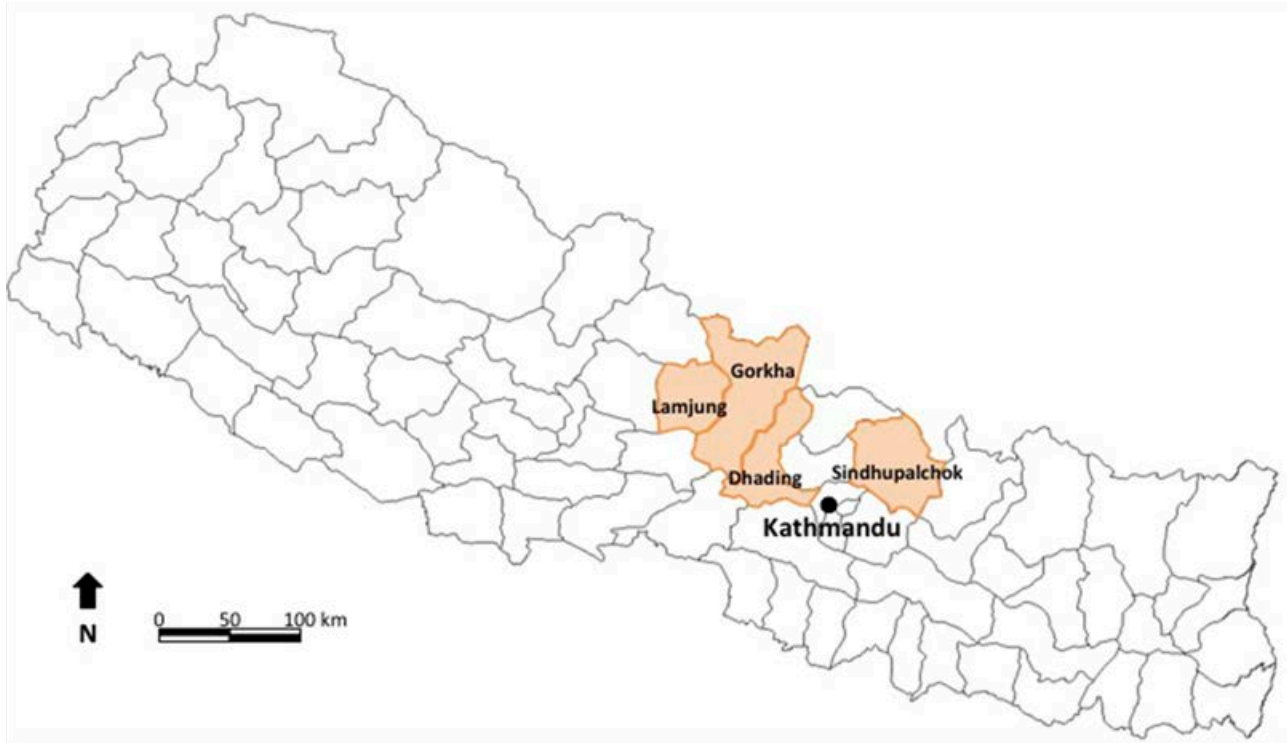 Gorkha
Lamjung
Dhading
Sindhupalchok
Kathmandu
N
0 50 100 km